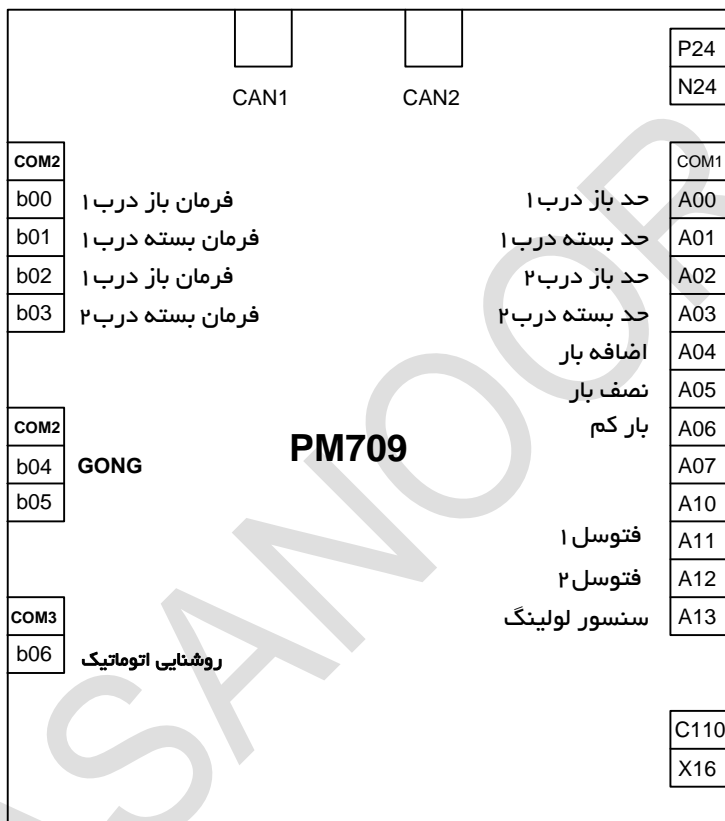 P24
N24
CAN1 CAN2
COM2
b00 فرمان باز درب۱
b01 فرمان بسته درب۱
b02 فرمان باز درب۱
b03 فرمان بسته درب۲
COM2
b04 GONG
b05
COM3
b06 روشنایی اتوماتیک
PM709
COM1
حد باز درب۱ A00
حد بسته درب۱ A01
حد باز درب۲ A02
حد بسته درب۲ A03
اضافه بار A04
نصف بار A05
بار کم A06
A07
A10
فتوسل۱ A11
فتوسل۲ A12
سنسور لولینگ A13
C110
X16
ASANOOR